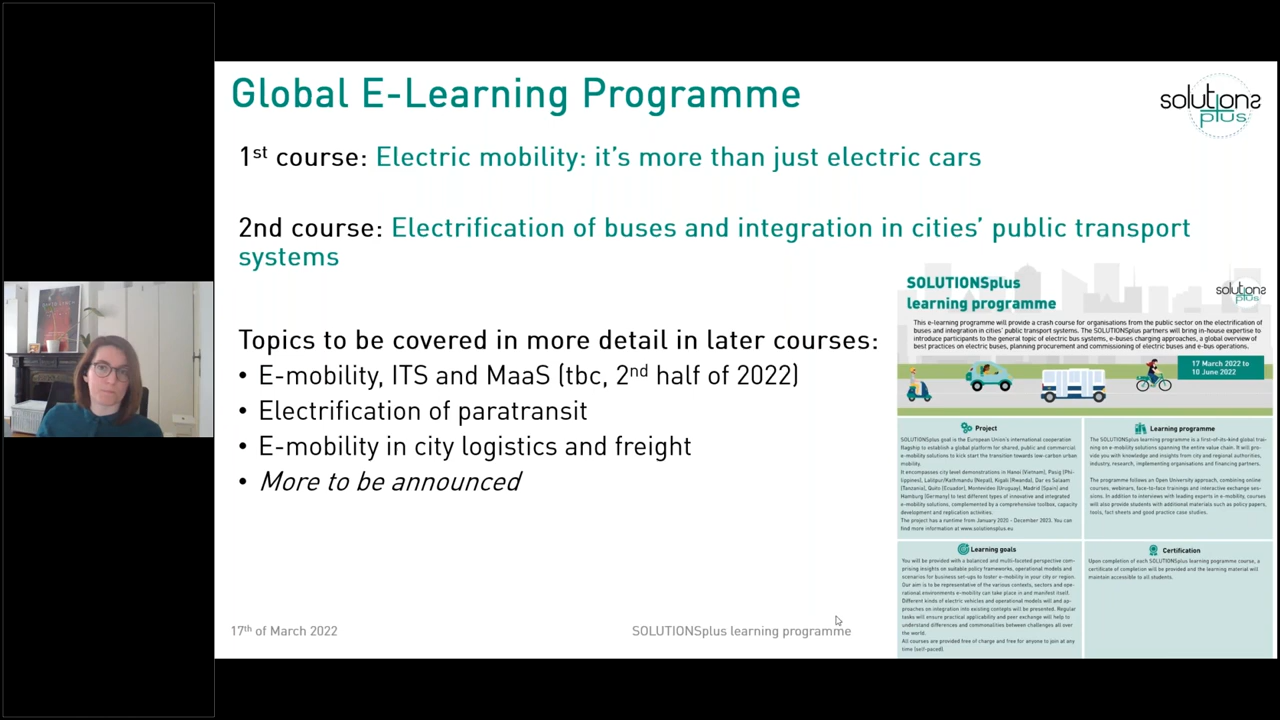 Global E-Learning Programme
solutions
plus
1st course: Electric mobility: it's more than just electric cars
2nd course: Electrification of buses and integration in cities' public transport
systems
Topics to be covered in more detail in later courses:
• E-mobility, ITS and MaaS (tbc, 2nd half of 2022)
• Electrification of paratransit
• E-mobility in city logistics and freight
• More to be announced
SOLUTIONSplus
learning programme
solutions
plus
This e-learning programme will provide a crash course for organisations from the public sector on the electrification of
buses and integration in cities' public transport systems. The SOLUTIONSplus partners will bring in-house expertise to
introduce participants to the general topic of electric bus systems, e-buses charging approaches, a global overview of
best practices on electric buses, planning procurement and commissioning of electric buses and e-bus operations.
17 March 2022 to
10 June 2022
Project
SOLUTIONSplus goal is the European Union's international cooperation
flagship to establish a global platform for shared, public and commercial
e-mobility solutions to kick start the transition towards low-carbon urban
mobility.
It encompasses city level demonstrations in Hanoi (Vietnam), Pasig (Phi-
lippines), Lalitpur/Kathmandu (Nepal), Kigali (Rwanda), Dar es Salaam
(Tanzania), Quito (Ecuador), Montevideo (Uruguay), Madrid (Spain) and
Hamburg (Germany) to test different types of innovative and integrated
e-mobility solutions, complemented by a comprehensive toolbox, capacity
development and replication activities.
The project has a runtime from January 2020 - December 2023. You can
find more information at www.solutionsplus.eu
Learning programme
The SOLUTIONSplus learning programme is a first-of-its-kind global train-
ing on e-mobility solutions spanning the entire value chain. It will pro-
vide you with knowledge and insights from city and regional authorities,
industry, research, implementing organisations and financing partners.
The programme follows an Open University approach, combining online
courses, webinars, face-to-face trainings and interactive exchange ses-
sions. In addition to interviews with leading experts in e-mobility, courses
will also provide students with additional materials such as policy papers,
tools, fact sheets and good practice case studies.
Learning goals
You will be provided with a balanced and multi-faceted perspective com-
prising insights on suitable policy frameworks, operational models and
scenarios for business set-ups to foster e-mobility in your city or region.
Our aim is to be representative of the various contexts, sectors and ope-
rational environments e-mobility can take place in and manifest itself.
Different kinds of electric vehicles and operational models will and ap-
proaches on integration into existing contexts will be presented. Regular
tasks will ensure practical applicability and peer exchange will help to
understand differences and commonalities between challenges all over
the world.
All courses are provided free of charge and free for anyone to join at any
time (self-paced).
Certification
Upon completion of each SOLUTIONSplus learning programme course, a
certificate of completion will be provided and the learning material will
maintain accessible to all students.
17th of March 2022
SOLUTIONSplus learning programme